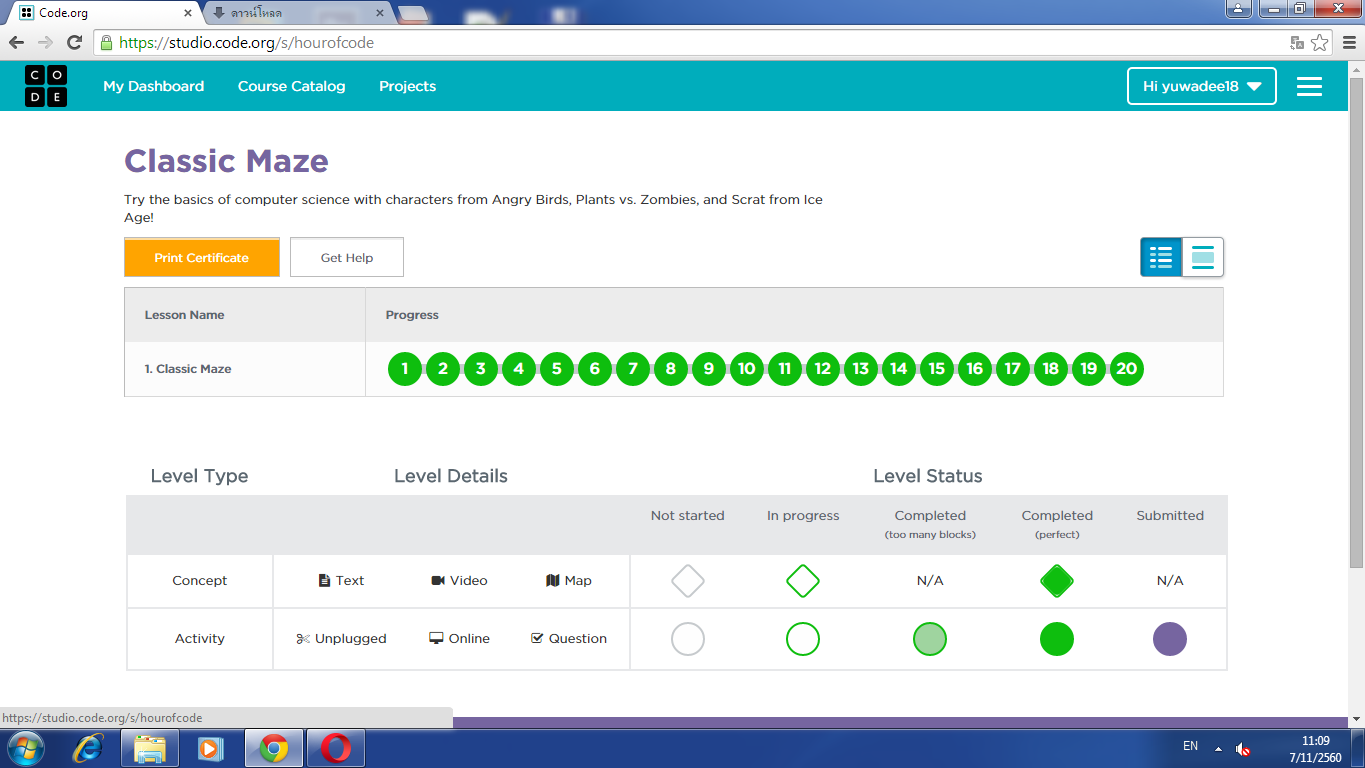 Code.org
ดาวน์โหลด
https://studio.code.org/s/hourofcode
C O
D E
My Dashboard
Course Catalog
Projects
Hi yuwadee18
Classic Maze
Try the basics of computer science with characters from Angry Birds, Plants vs. Zombies, and Scrat from Ice
Age!
Print Certificate
Get Help
Lesson Name
Progress
1. Classic Maze
1 2 3 4 5 6 7 8 9 10 11 12 13 14 15 16 17 18 19 20
Level Type
Level Details
Level Status
Not started
In progress
Completed
(too many blocks)
Completed
(perfect)
Submitted
Concept
Text
Video
Map
N/A
N/A
Activity
Unplugged
Online
Question
https://studio.code.org/s/hourofcode
EN
11:09
7/11/2560